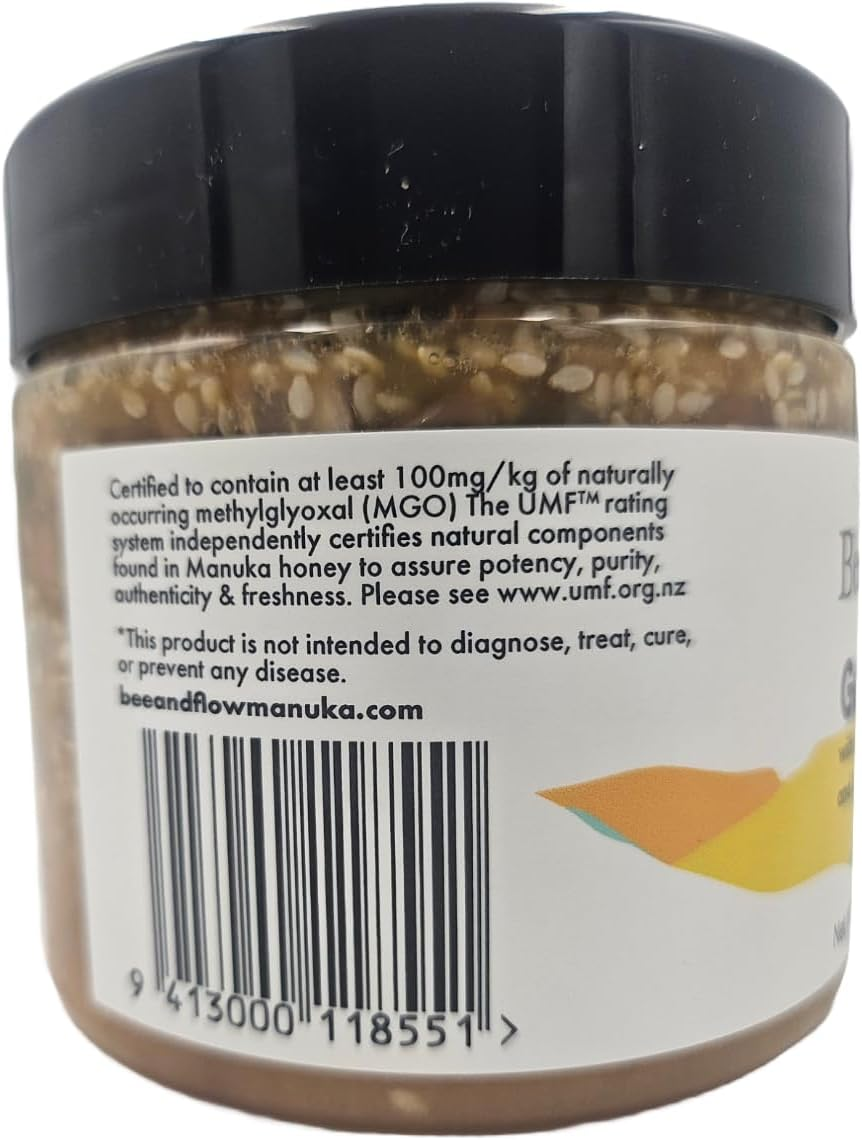 Certified to contain at least 100mg/kg of naturally
occurring methylglyoxal (MGO) The UMF™ rating
system independently certifies natural components
found in Manuka honey to assure potency, purity,
authenticity & freshness. Please see www.umf.org.nz
*This product is not intended to diagnose, treat, cure,
or prevent any disease.
beeandflowmanuka.com
9 413000 118551 >